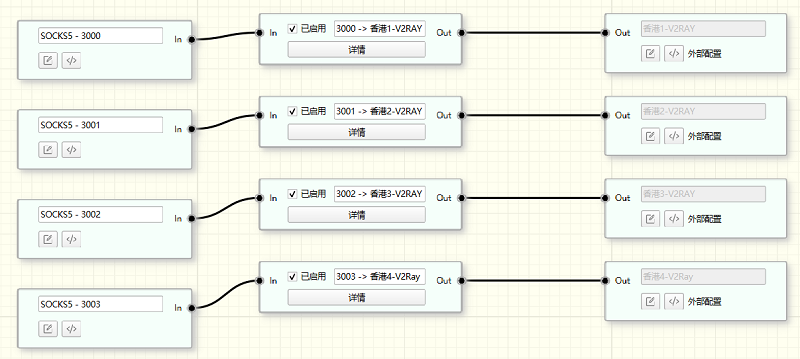 SOCKS5 - 3000 In
In 已启用 3000 -> 香港1-V2RAY Out
详情
Out 香港1-V2RAY
外部配置
SOCKS5 - 3001 In
In 已启用 3001 -> 香港2-V2RAY Out
详情
Out 香港2-V2RAY
外部配置
SOCKS5 - 3002 In
In 已启用 3002 -> 香港3-V2RAY Out
详情
Out 香港3-V2RAY
外部配置
SOCKS5 - 3003 In
In 已启用 3003 -> 香港4-V2Ray Out
详情
Out 香港4-V2Ray
外部配置